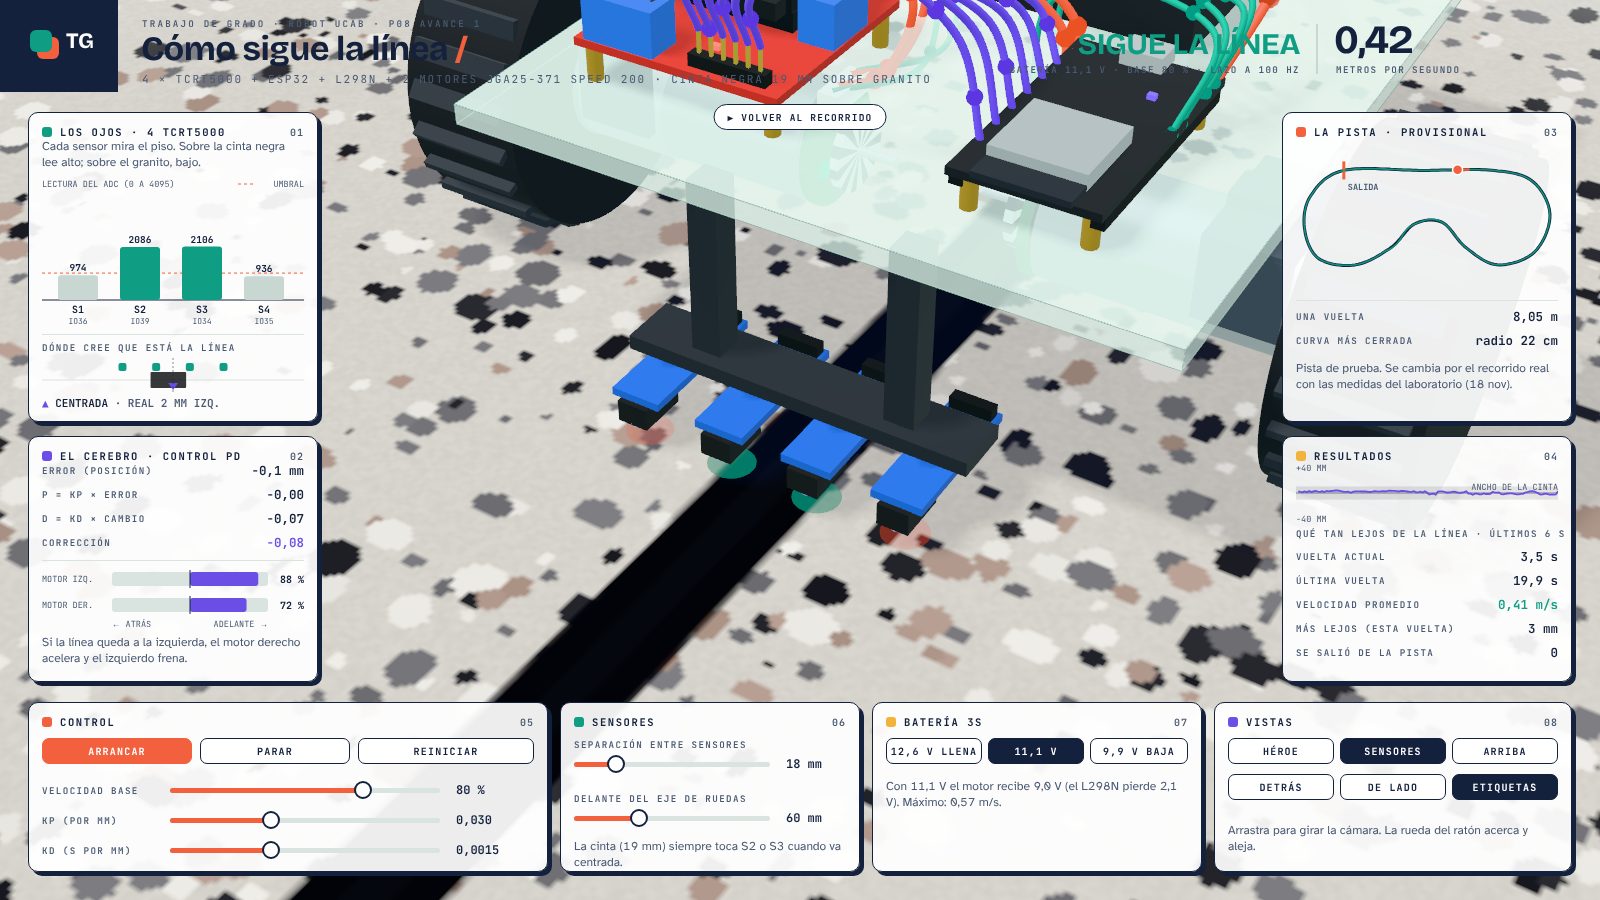 TG
TRABAJO DE GRADO · ROBOT UCAB · P08 AVANCE 1
Cómo sigue la línea /
4 × TCRT5000 + ESP32 + L298N + 2 MOTORES JGA25-371 SPEED 200 · CINTA NEGRA 19 MM SOBRE GRANITO
SIGUE LA LÍNEA
BATERÍA 11,1 V · BASE 80 % · LAZO A 100 HZ
0,42
METROS POR SEGUNDO
▶ VOLVER AL RECORRIDO
LOS OJOS · 4 TCRT5000 01
Cada sensor mira el piso. Sobre la cinta negra
lee alto; sobre el granito, bajo.
LECTURA DEL ADC (0 A 4095) UMBRAL
974 2086 2106 936
S1 S2 S3 S4
IO36 IO39 IO34 IO35
DÓNDE CREE QUE ESTÁ LA LÍNEA
▲ CENTRADA · REAL 2 MM IZQ.
EL CEREBRO · CONTROL PD 02
ERROR (POSICIÓN) -0,1 mm
P = KP × ERROR -0,00
D = KD × CAMBIO -0,07
CORRECCIÓN -0,08
MOTOR IZQ. 88 %
MOTOR DER. 72 %
← ATRÁS ADELANTE →
Si la línea queda a la izquierda, el motor derecho
acelera y el izquierdo frena.
LA PISTA · PROVISIONAL 03
SALIDA
UNA VUELTA 8,05 m
CURVA MÁS CERRADA radio 22 cm
Pista de prueba. Se cambia por el recorrido real
con las medidas del laboratorio (18 nov).
RESULTADOS 04
+40 MM
ANCHO DE LA CINTA
-40 MM
QUÉ TAN LEJOS DE LA LÍNEA · ÚLTIMOS 6 S
VUELTA ACTUAL 3,5 s
ÚLTIMA VUELTA 19,9 s
VELOCIDAD PROMEDIO 0,41 m/s
MÁS LEJOS (ESTA VUELTA) 3 mm
SE SALIÓ DE LA PISTA 0
CONTROL 05
ARRANCAR PARAR REINICIAR
VELOCIDAD BASE 80 %
KP (POR MM) 0,030
KD (S POR MM) 0,0015
SENSORES 06
SEPARACIÓN ENTRE SENSORES
18 mm
DELANTE DEL EJE DE RUEDAS
60 mm
La cinta (19 mm) siempre toca S2 o S3 cuando va
centrada.
BATERÍA 3S 07
12,6 V LLENA 11,1 V 9,9 V BAJA
Con 11,1 V el motor recibe 9,0 V (el L298N pierde 2,1
V). Máximo: 0,57 m/s.
VISTAS 08
HÉROE SENSORES ARRIBA
DETRÁS DE LADO ETIQUETAS
Arrastra para girar la cámara. La rueda del ratón acerca y
aleja.